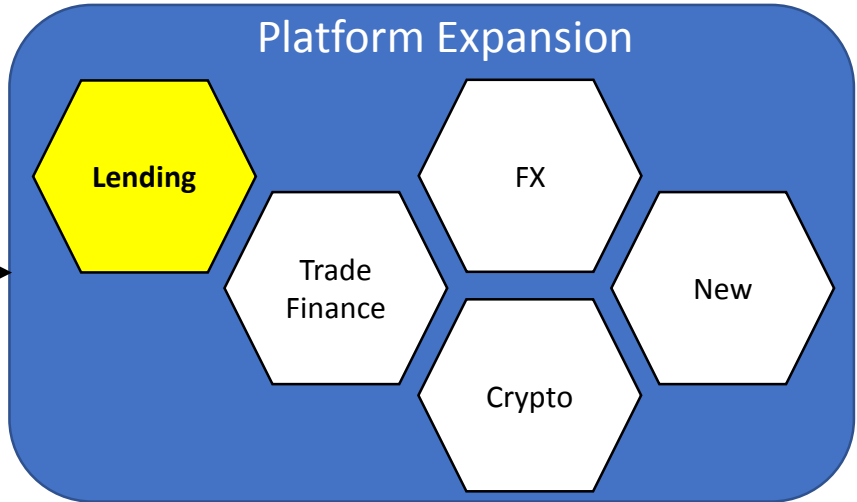 Platform Expansion
Lending
FX
Trade
Finance
New
Crypto